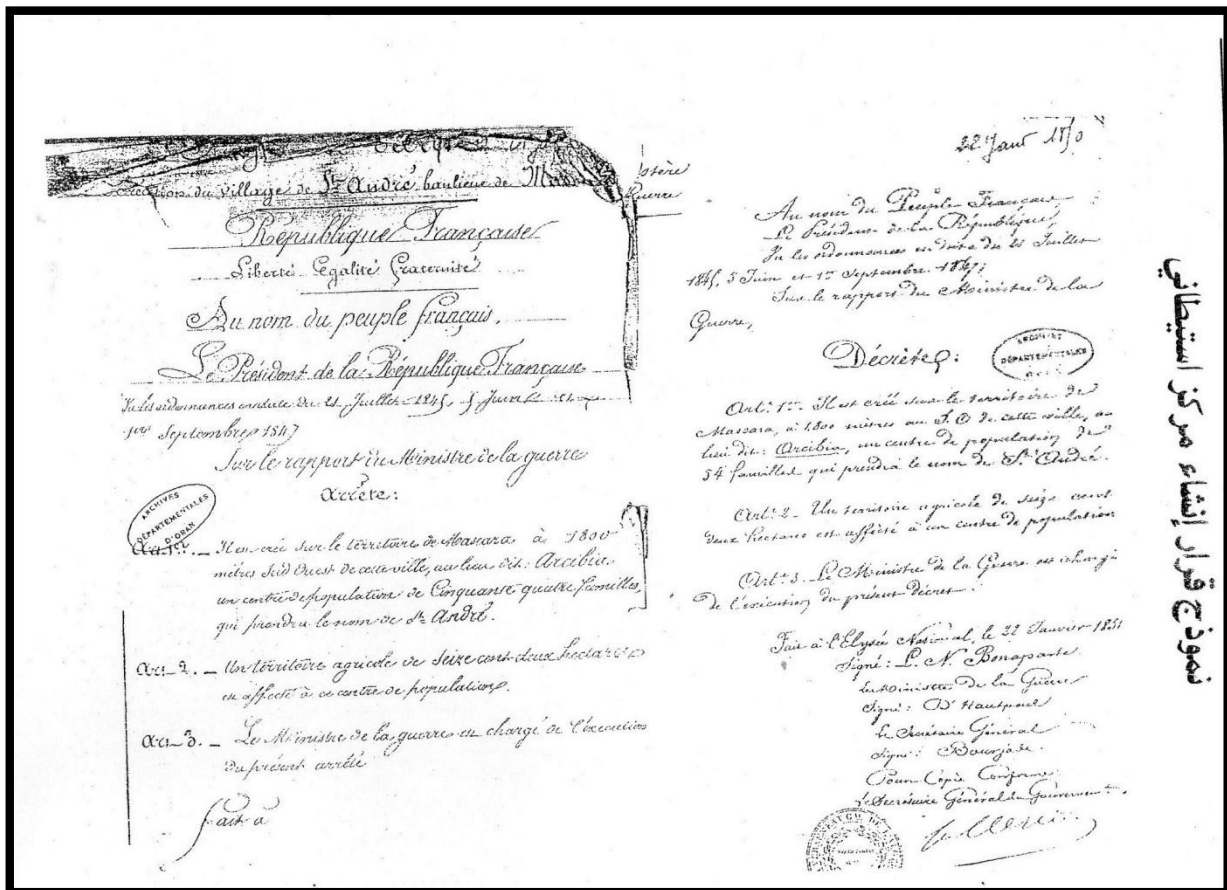 Création du village de St André banlieue de
République Française
Liberté Egalité Fraternité
Au nom du peuple français,
Le Président de la République Française
Vu les ordonnances en date du 21 Juillet 1845, 5 Juin et
1er Septembre 1847
Sur le rapport du Ministre de la guerre
Arrête:
ARCHIVES
DÉPARTEMENTALES
D'ORAN
Art. 1er. _ Il est créé sur le territoire de Mascara à 1800
mètres Sud Ouest de cette ville, au lieu dit: Arcibia
un centre de population de Cinquante quatre familles,
qui prendra le nom de St André.
Art. 2. _ Un territoire agricole de Seize cent deux hectares
est affecté à ce centre de population.
Art. 3. _ Le Ministre de la guerre est chargé de l'exécution
du présent arrêté
fait à
22 Janv 1850
Au nom du Peuple Français
Le Président de la République,
Vu les ordonnances en date du 21 Juillet
1845, 5 Juin et 1er Septembre 1847;
Sur le rapport du Ministre de la
Guerre,
Décrète:
ARCHIVES
DÉPARTEMENTALES
Art. 1er Il est créé sur le territoire de
Mascara, à 1800 mètres au S. O de cette ville, au
lieu dit: Arcibia, un centre de population de
54 familles qui prendra le nom de St André.
Art. 2 _ Un territoire agricole de seize cent
deux hectares est affecté à un centre de population
Art. 3 _ Le Ministre de la Guerre est chargé
de l'exécution du présent décret.
Fait à l'Elysée National, le 22 Janvier 1851
Signé: L. N. Bonaparte
Le Ministre de la Guerre
Signé: D'Hautpoul
Le Secrétaire Général
Signé: Bourjade.
Pour Copie Conforme
Le Secrétaire Général du Gouvernement.
نموذج قرار إنشاء مركز استيطاني